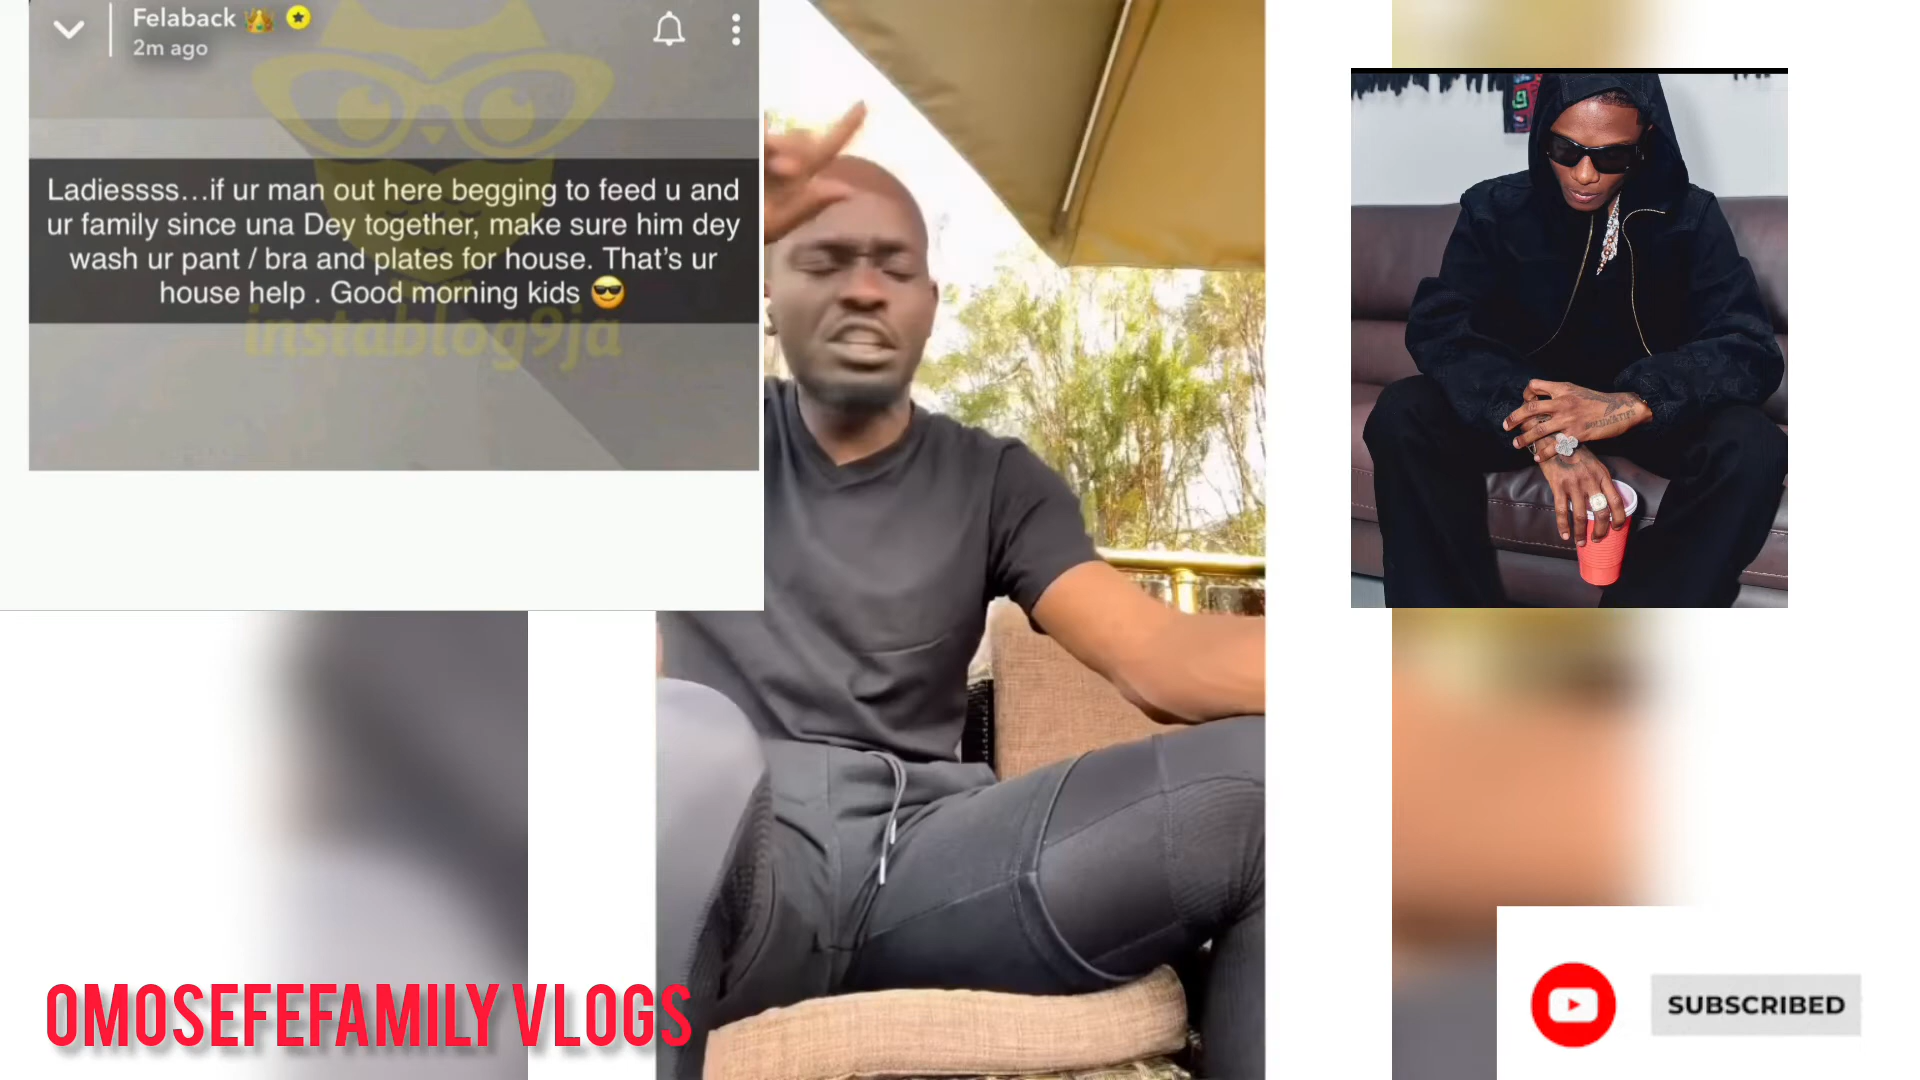 Felaback 👑
2m ago
Ladiessss...if ur man out here begging to feed u and
ur family since una Dey together, make sure him dey
wash ur pant / bra and plates for house. That's ur
house help . Good morning kids 😎
instablog9ja
OMOSEFEFAMILY VLOGS
SUBSCRIBED